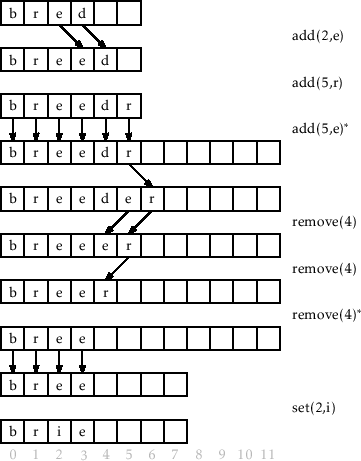 b r e d
add(2,e)
b r e e d
add(5,r)
b r e e d r
add(5,e)*
b r e e d r
b r e e d e r
remove(4)
b r e e e r
remove(4)
b r e e r
remove(4)*
b r e e
b r e e
set(2,i)
b r i e
0 1 2 3 4 5 6 7 8 9 10 11